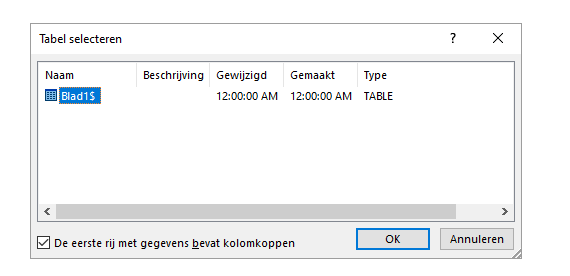 Tabel selecteren ?
Naam Beschrijving Gewijzigd Gemaakt Type
Blad1$ 12:00:00 AM 12:00:00 AM TABLE
De eerste rij met gegevens bevat kolomkoppen OK Annuleren